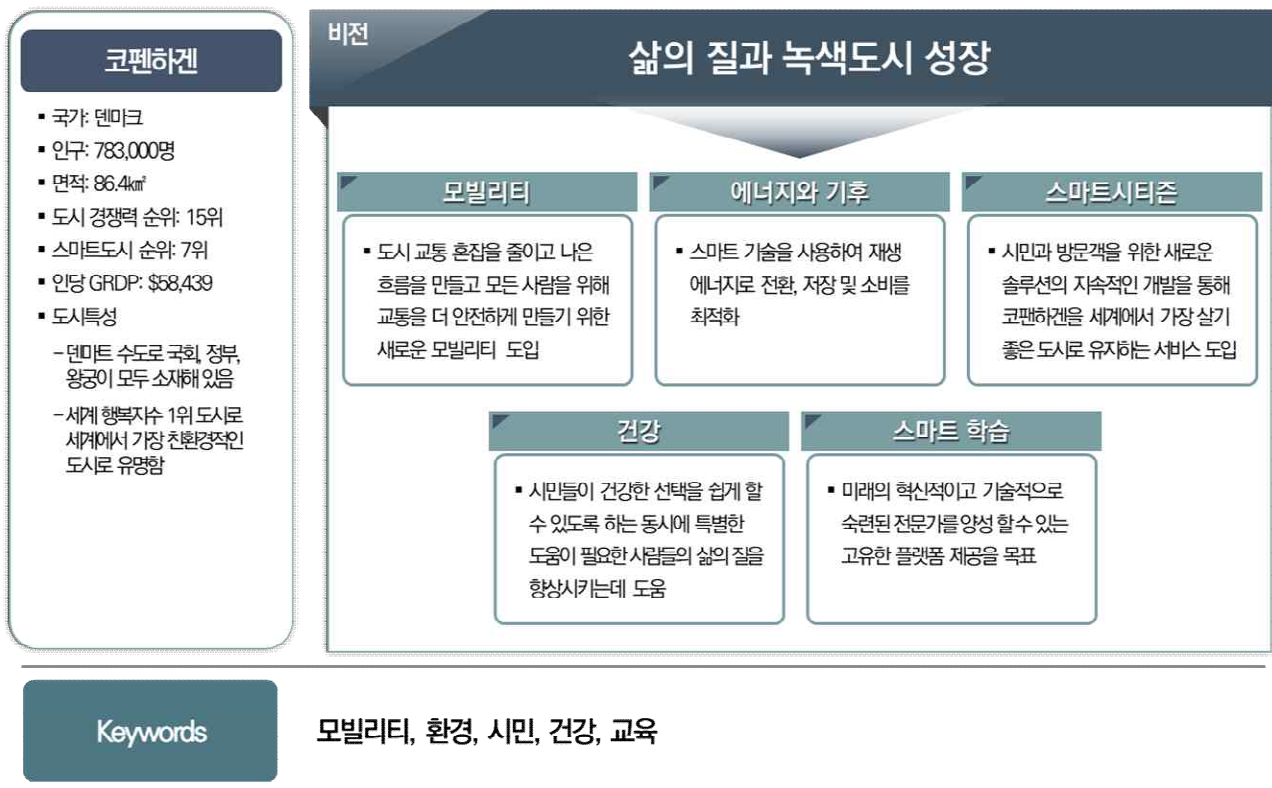 코펜하겐
▪ 국가: 덴마크
▪ 인구: 783,000명
▪ 면적: 86.4㎢
▪ 도시 경쟁력 순위: 15위
▪ 스마트도시 순위: 7위
▪ 인당 GRDP: $58,439
▪ 도시특성
–덴마트 수도로 국회, 정부,
왕궁이 모두 소재해 있음
–세계 행복지수 1위 도시로
세계에서 가장 친환경적인
도시로 유명함
비전
삶의 질과 녹색도시 성장
모빌리티
▪ 도시 교통 혼잡을 줄이고 나은
흐름을 만들고 모든 사람을 위해
교통을 더 안전하게 만들기 위한
새로운 모빌리티 도입
에너지와 기후
▪ 스마트 기술을 사용하여 재생
에너지로 전환, 저장 및 소비를
최적화
스마트시티즌
▪ 시민과 방문객을 위한 새로운
솔루션의 지속적인 개발을 통해
코팬하겐을 세계에서 가장 살기
좋은 도시로 유지하는 서비스 도입
건강
▪ 시민들이 건강한 선택을 쉽게 할
수 있도록 하는 동시에 특별한
도움이 필요한 사람들의 삶의 질을
향상시키는데 도움
스마트 학습
▪ 미래의 혁신적이고 기술적으로
숙련된 전문가를 양성 할 수 있는
고유한 플랫폼 제공을 목표
Keywords
모빌리티, 환경, 시민, 건강, 교육